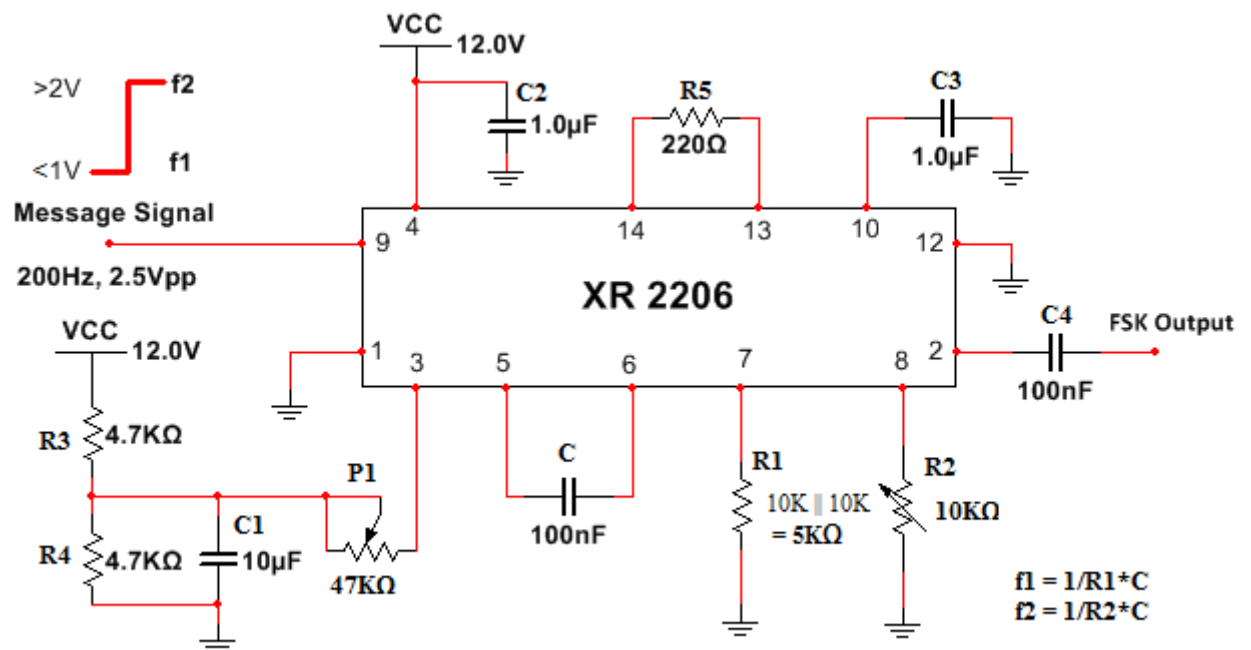 VCC
12.0V
>2V
f2
<1V
f1
Message Signal
200Hz, 2.5Vpp
C2
1.0µF
R5
220Ω
C3
1.0µF
4
14
13
10
9
12
XR 2206
1
3
5
6
7
8
2
C4
100nF
FSK Output
VCC
12.0V
R3
4.7KΩ
R4
4.7KΩ
C1
10µF
P1
47KΩ
C
100nF
R1
10K || 10K
= 5KΩ
R2
10KΩ
f1 = 1/R1*C
f2 = 1/R2*C